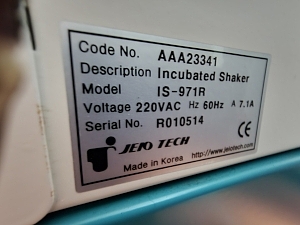 Code No. AAA23341
Description Incubated Shaker
Model IS-971R
Voltage 220VAC Hz 60Hz A 7.1A
Serial No. R010514
JEIO TECH
Made in Korea http://www.jeiotech.com
CE